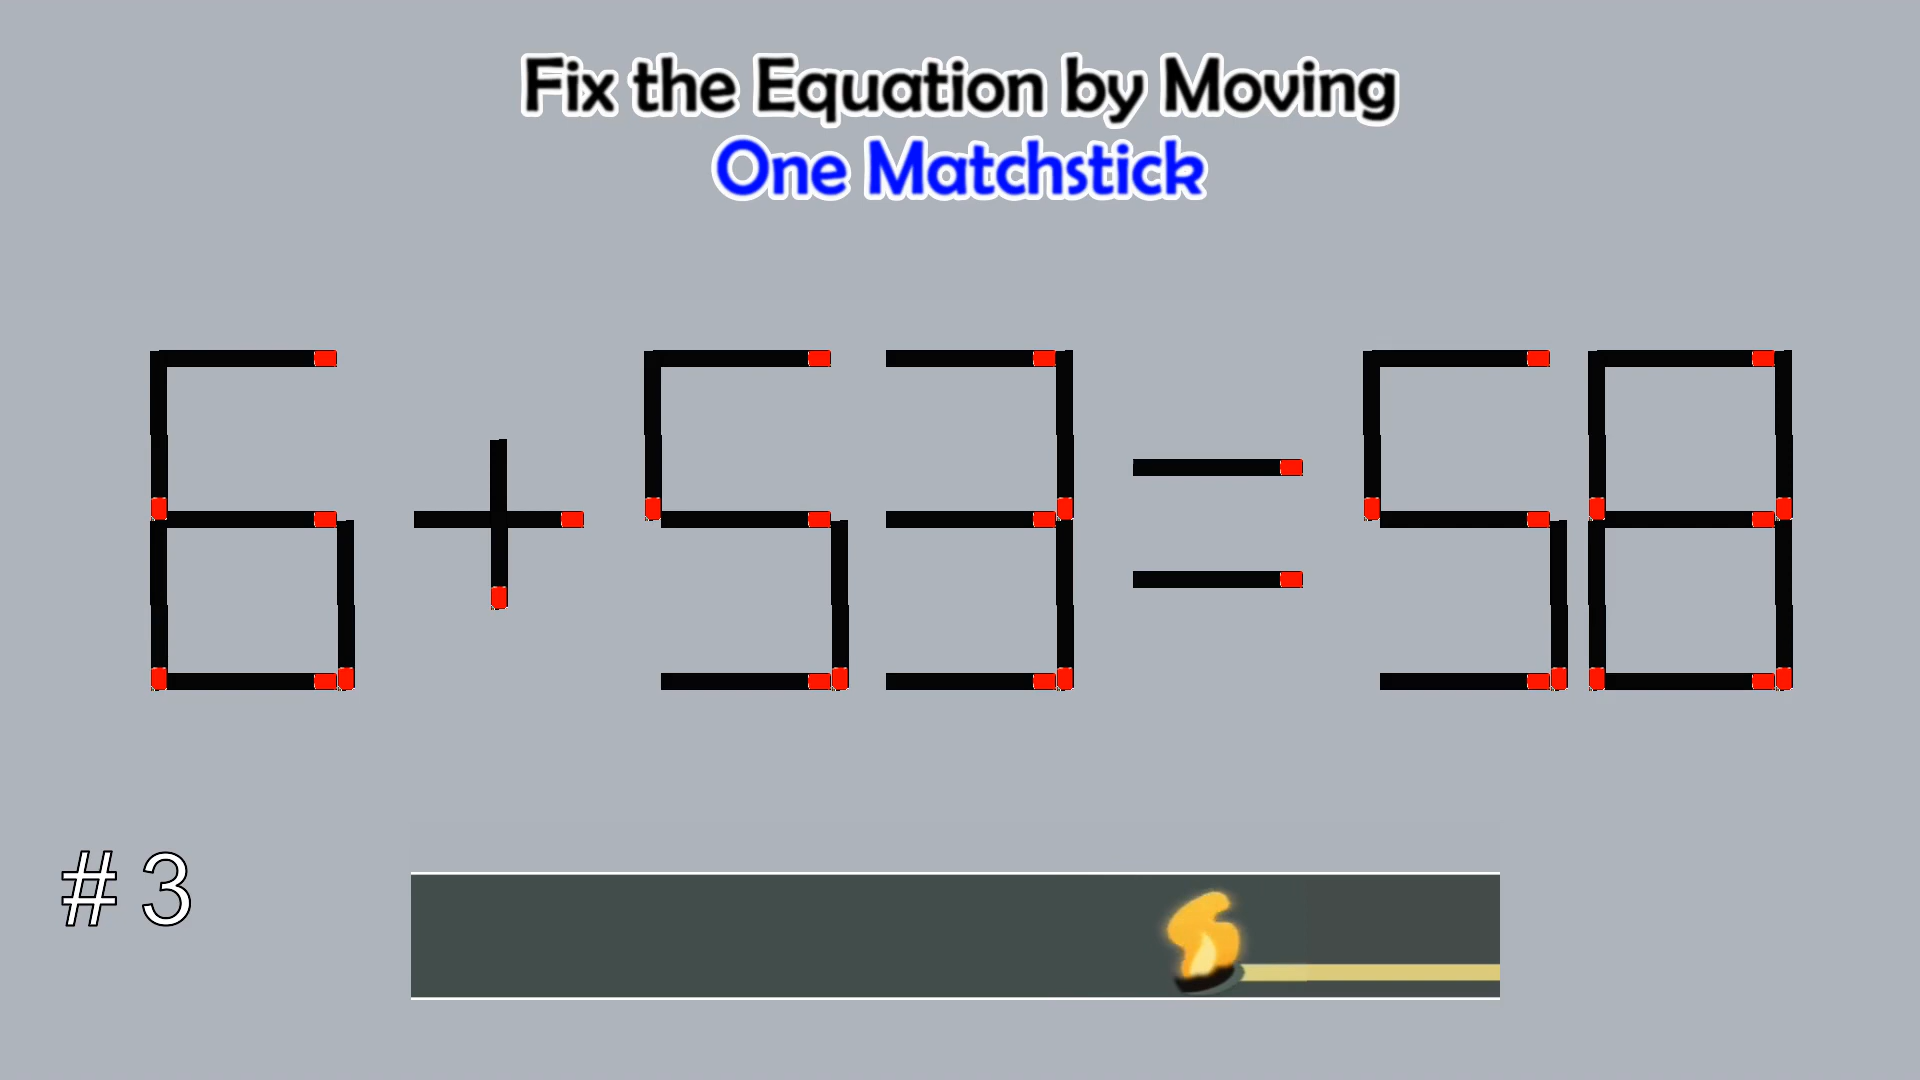 Fix the Equation by Moving
One Matchstick
6+53=58
#3